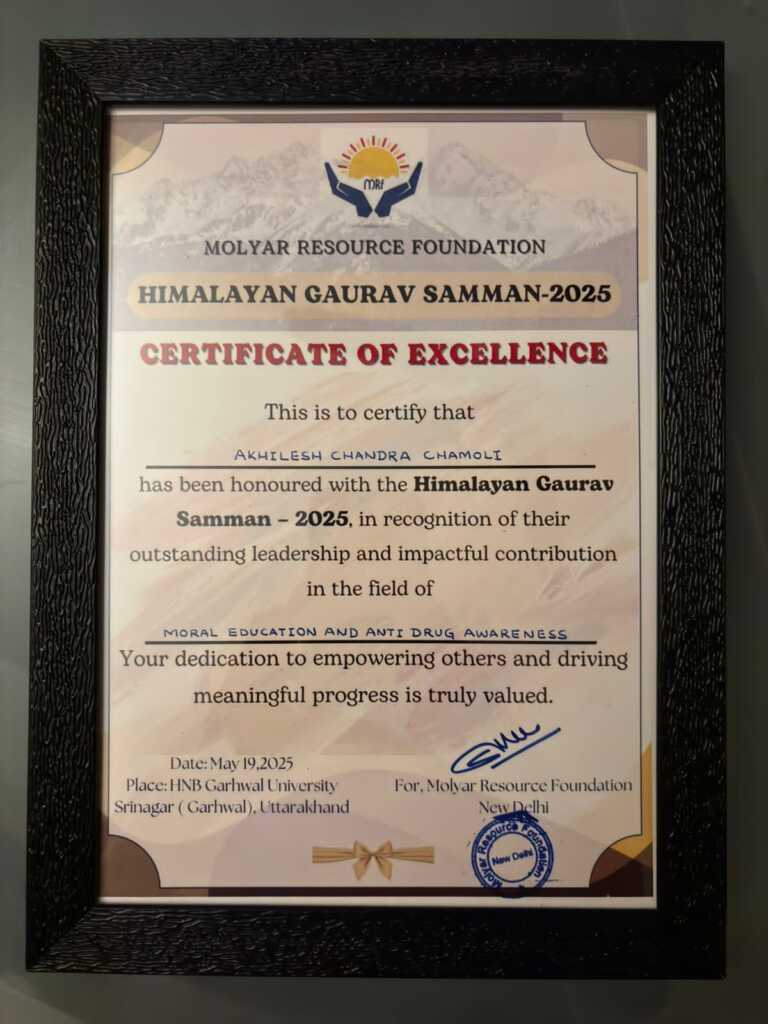 MRF
MOLYAR RESOURCE FOUNDATION
HIMALAYAN GAURAV SAMMAN-2025
CERTIFICATE OF EXCELLENCE
This is to certify that
AKHILESH CHANDRA CHAMOLI
has been honoured with the Himalayan Gaurav
Samman – 2025, in recognition of their
outstanding leadership and impactful contribution
in the field of
MORAL EDUCATION AND ANTI DRUG AWARENESS
Your dedication to empowering others and driving
meaningful progress is truly valued.
Date: May 19,2025
Place: HNB Garhwal University
Srinagar ( Garhwal), Uttarakhand
For, Molyar Resource Foundation
New Delhi
Molyar Resource Foundation
New Delhi